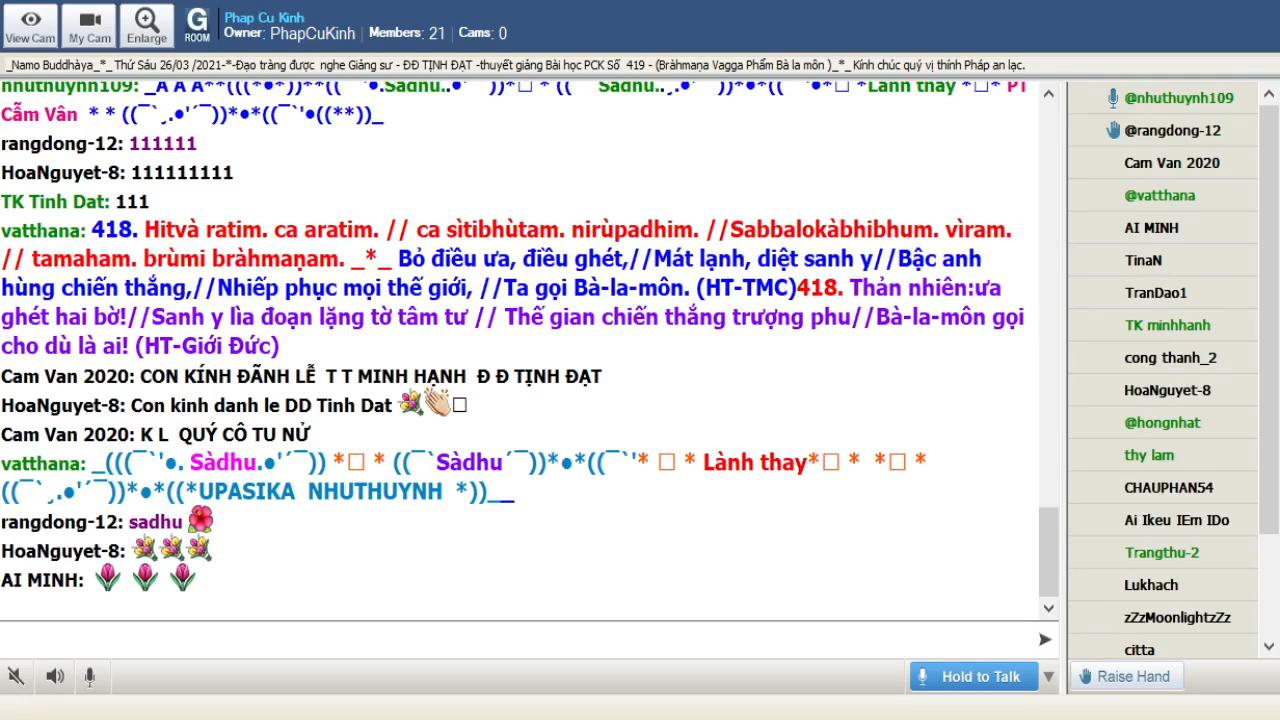 View Cam
My Cam
Enlarge
G ROOM
Phap Cu Kinh
Owner: PhapCuKinh Members: 21 Cams: 0
_Namo Buddhàya_*_ Thứ Sáu 26/03 /2021-*-Đạo tràng được nghe Giảng sư - ĐĐ TỊNH ĐẠT -thuyết giảng Bài học PCK Số 419 - (Bràhmaṇa Vagga Phẩm Bà la môn )_*_ Kính chúc quý vị thính Pháp an lạc.
nhuthuynh109: _A A A**(((*●*))**((¯`'●.Sadhu..●'´¯))*□ * ((¯`Sadhu..¸.●'´¯))*●*((¯`'●*□ *Lành thay *□* PT
Cẫm Vân * * ((¯`¸.●'´¯))*●*((¯`'●((**))_
rangdong-12: 111111
HoaNguyet-8: 111111111
TK Tinh Dat: 111
vatthana: 418. Hitvà ratim. ca aratim. // ca sìtibhùtam. nirùpadhim. //Sabbalokàbhibhum. vìram.
// tamaham. brùmi bràhmaṇam. _*_ Bỏ điều ưa, điều ghét,//Mát lạnh, diệt sanh y//Bậc anh
hùng chiến thắng,//Nhiếp phục mọi thế giới, //Ta gọi Bà-la-môn. (HT-TMC)418. Thản nhiên:ưa
ghét hai bờ!//Sanh y lìa đoạn lặng tờ tâm tư // Thế gian chiến thắng trượng phu//Bà-la-môn gọi
cho dù là ai! (HT-Giới Đức)
Cam Van 2020: CON KÍNH ĐÃNH LỄ T T MINH HẠNH Đ Đ TỊNH ĐẠT
HoaNguyet-8: Con kinh danh le DD Tinh Dat
Cam Van 2020: K L QUÝ CÔ TU NỬ
vatthana: _(((¯`'●. Sàdhu.●'´¯)) *□ * ((¯`Sàdhu´¯))*●*((¯`'* □ * Lành thay*□ * *□ *
((¯`¸.●'´¯))*●*((*UPASIKA NHUTHUYNH *))__
rangdong-12: sadhu
HoaNguyet-8:
AI MINH:
@nhuthuynh109
@rangdong-12
Cam Van 2020
@vatthana
AI MINH
TinaN
TranDao1
TK minhhanh
cong thanh_2
HoaNguyet-8
@hongnhat
thy lam
CHAUPHAN54
Ai Ikeu IEm IDo
Trangthu-2
Lukhach
zZzMoonlightzZz
citta
Hold to Talk
Raise Hand